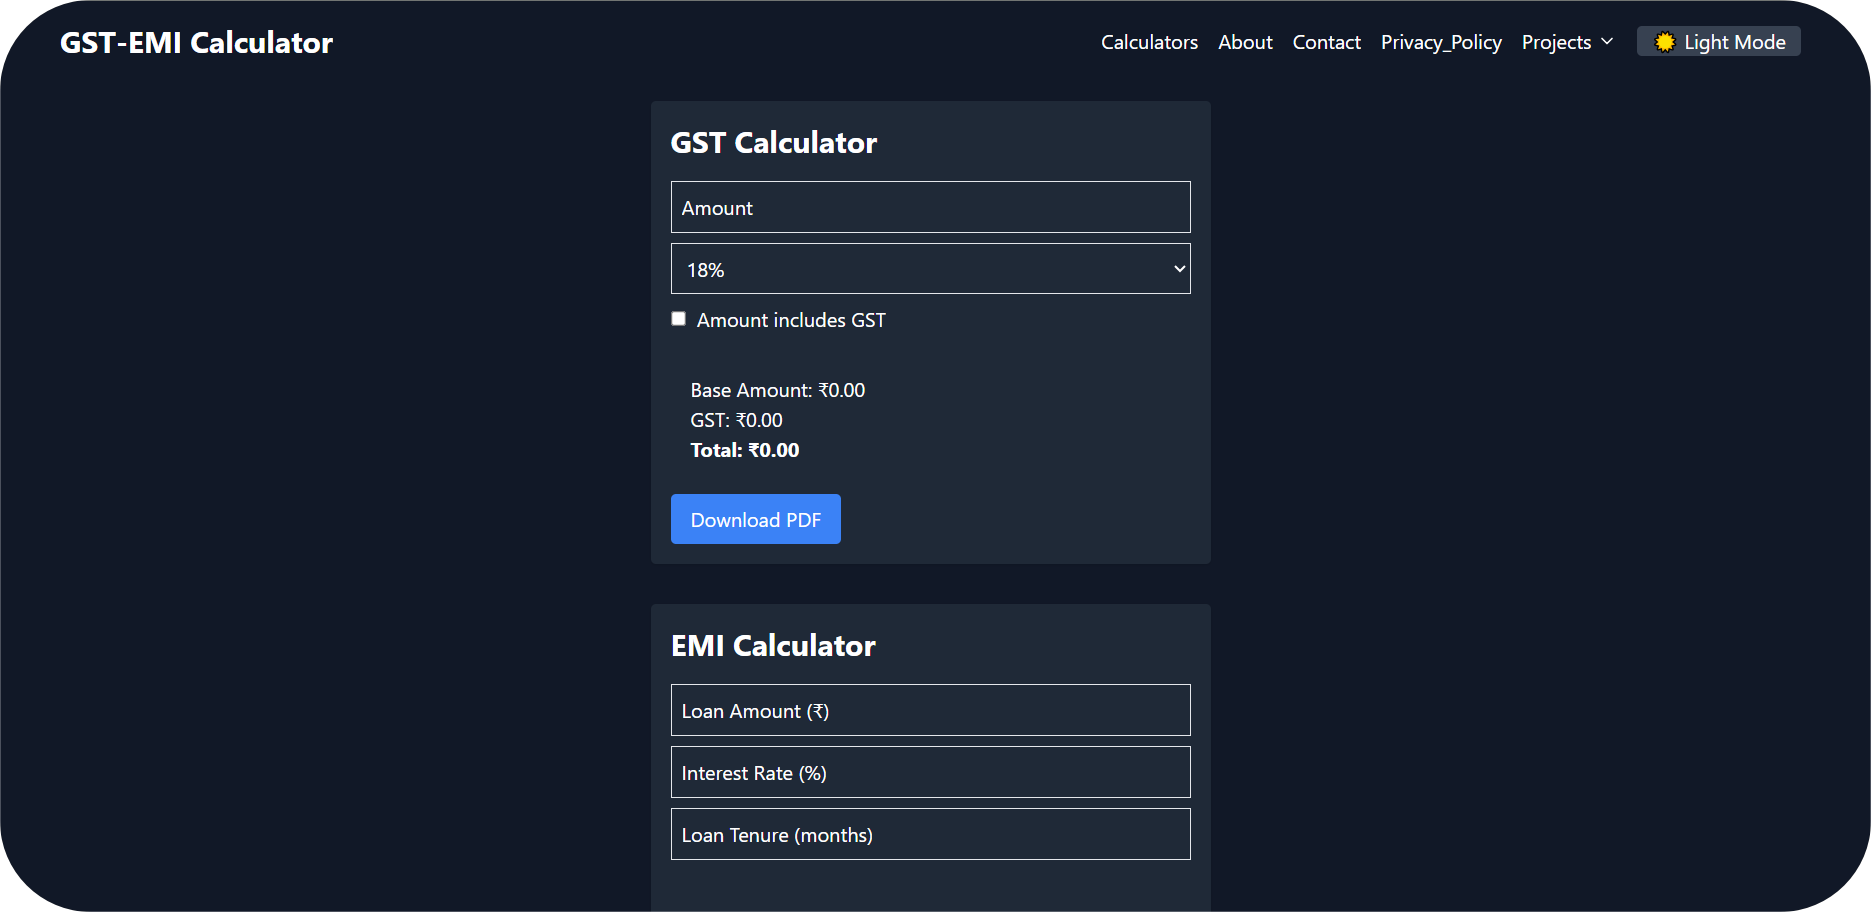 GST-EMI Calculator
Calculators About Contact Privacy_Policy Projects Light Mode
GST Calculator
Amount
18%
Amount includes GST
Base Amount: ₹0.00
GST: ₹0.00
Total: ₹0.00
Download PDF
EMI Calculator
Loan Amount (₹)
Interest Rate (%)
Loan Tenure (months)